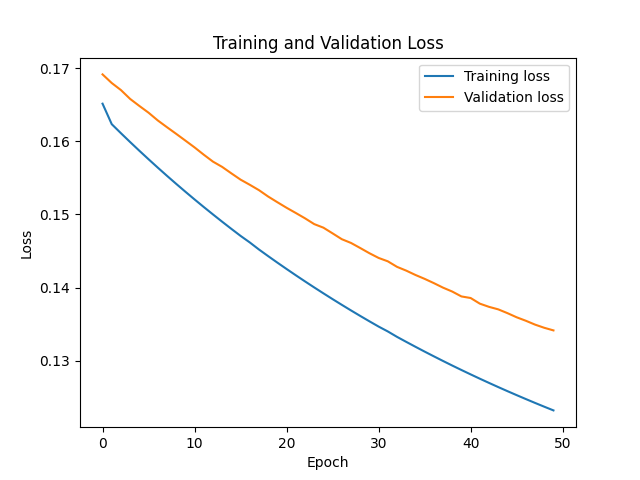 Training and Validation Loss
Training loss
Validation loss
0.17
0.16
0.15
0.14
0.13
Loss
0 10 20 30 40 50
Epoch